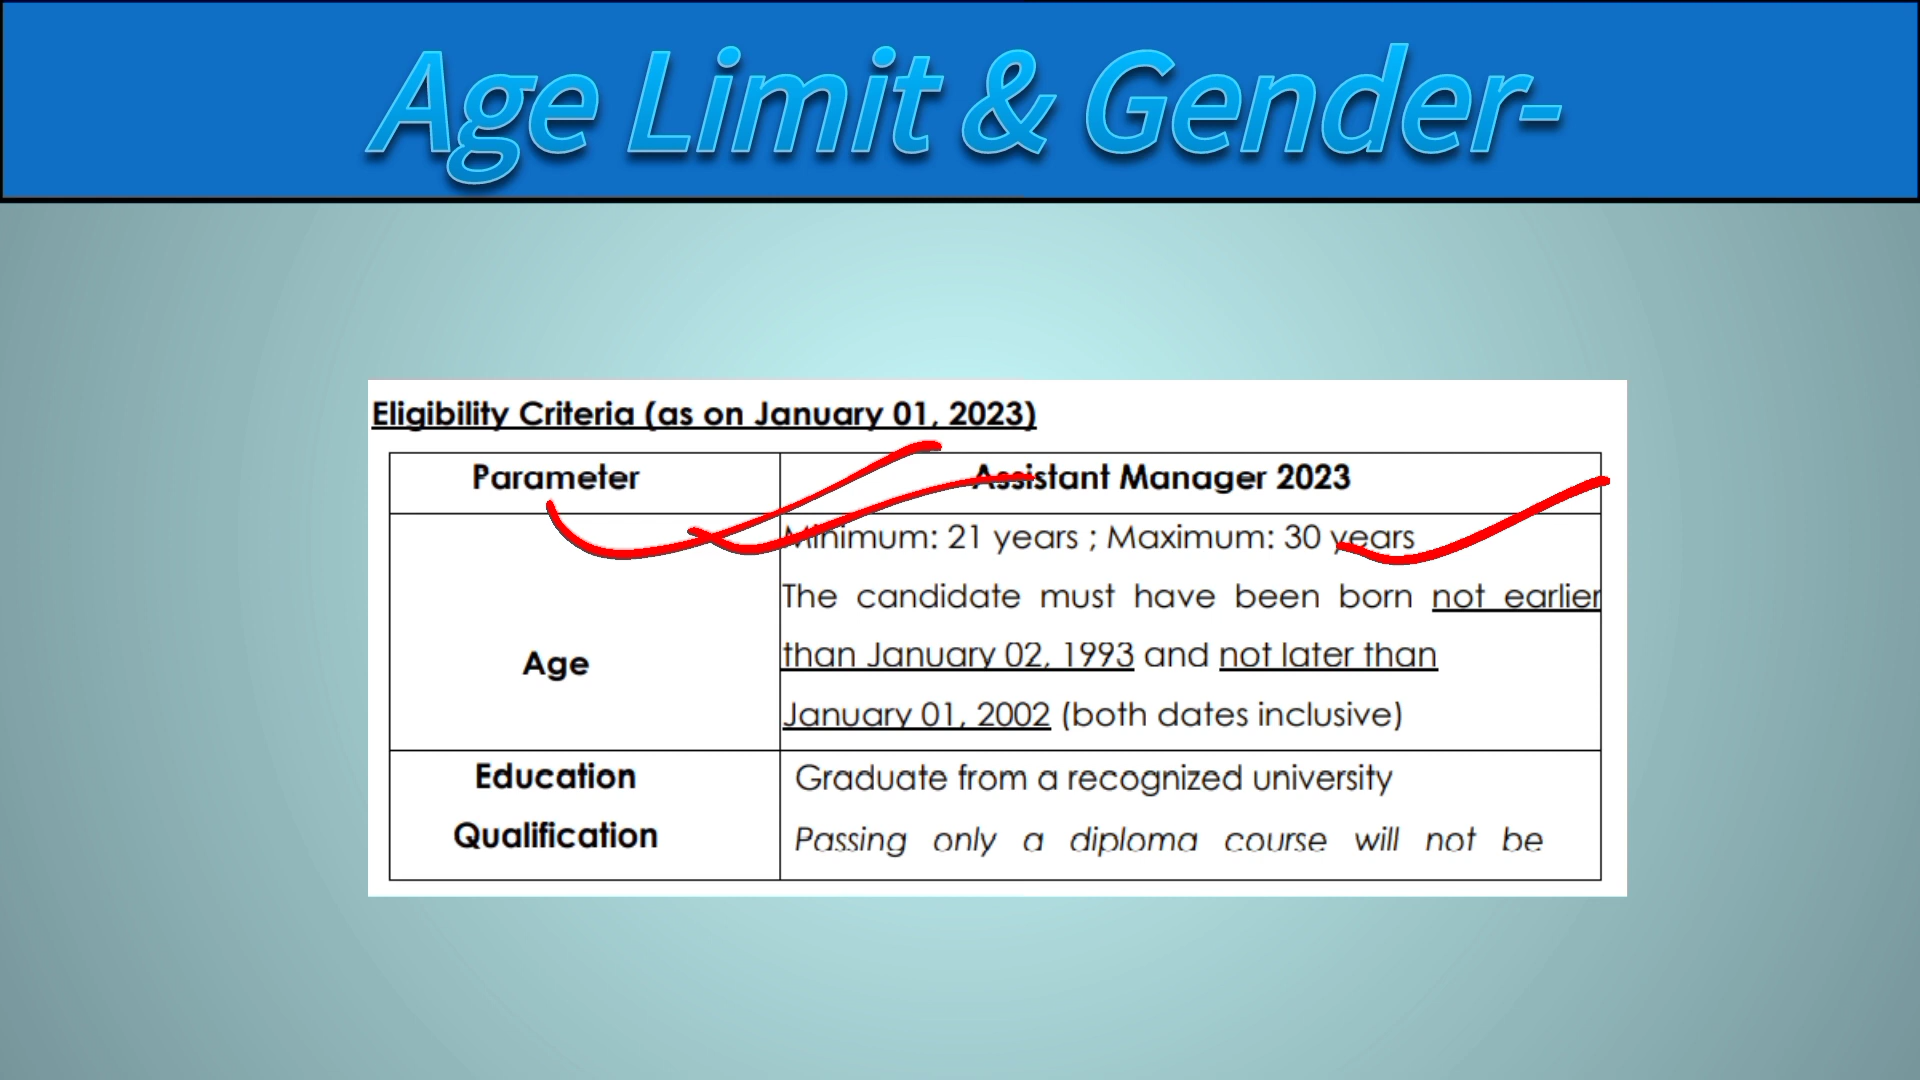 Age Limit & Gender-
Eligibility Criteria (as on January 01, 2023)
Parameter
Assistant Manager 2023
Age
Minimum: 21 years ; Maximum: 30 years
The candidate must have been born not earlier
than January 02, 1993 and not later than
January 01, 2002 (both dates inclusive)
Education
Qualification
Graduate from a recognized university
Passing only a diploma course will not be